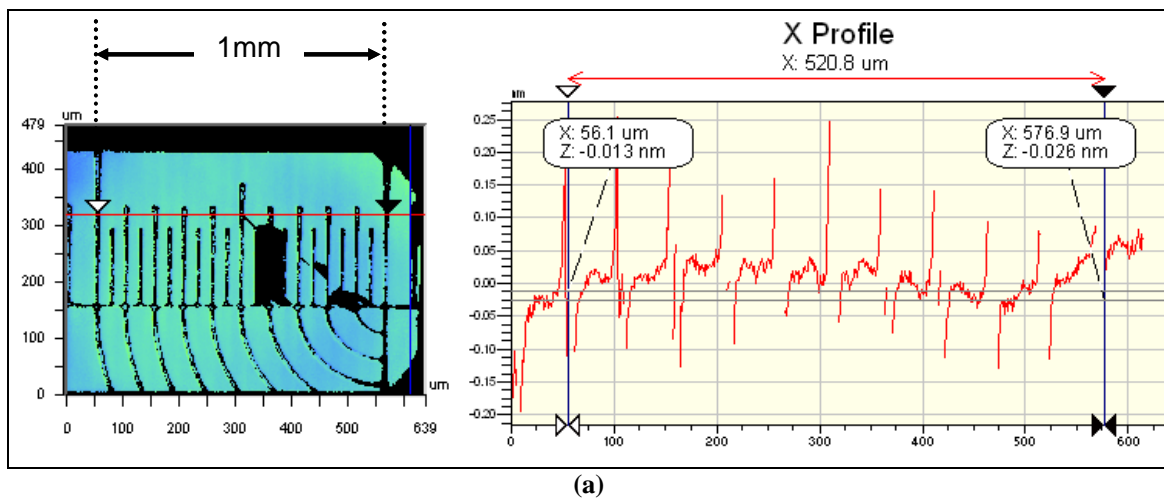 1mm
um
479
400
300
200
100
0
um
0 100 200 300 400 500 639
X Profile
X: 520.8 um
0.25
0.20
0.15
0.10
0.05
0.00
-0.05
-0.10
-0.15
-0.20
X: 56.1 um
Z: -0.013 nm
X: 576.9 um
Z: -0.026 nm
0 100 200 300 400 500 600
(a)